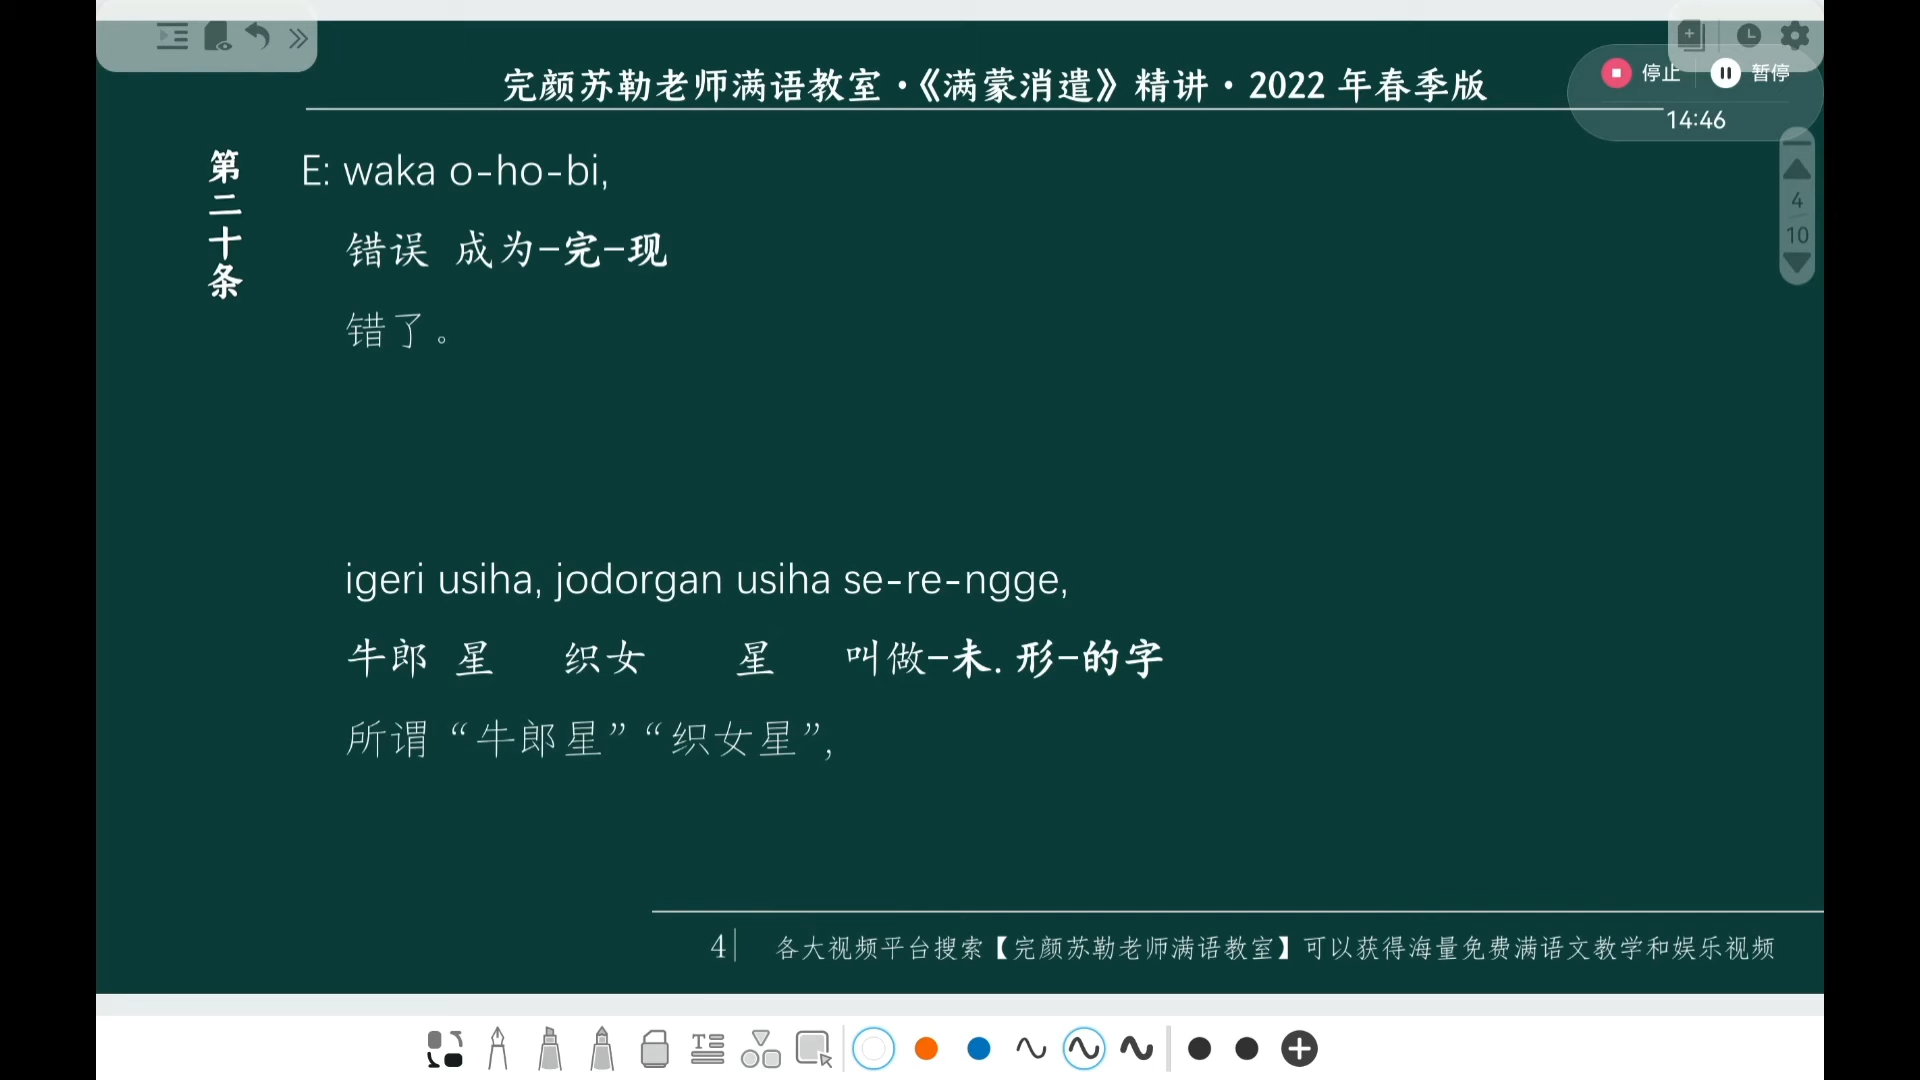 完颜苏勒老师满语教室·《满蒙消遣》精讲·2022 年春季版
停止 暂停
14:46
第二十条
E: waka o-ho-bi,
错误 成为-完-现
错了。
4
10
igeri usiha, jodorgan usiha se-re-ngge,
牛郎 星 织女 星 叫做-未.形-的字
所谓“牛郎星”“织女星”,
4 各大视频平台搜索【完颜苏勒老师满语教室】可以获得海量免费满语文教学和娱乐视频